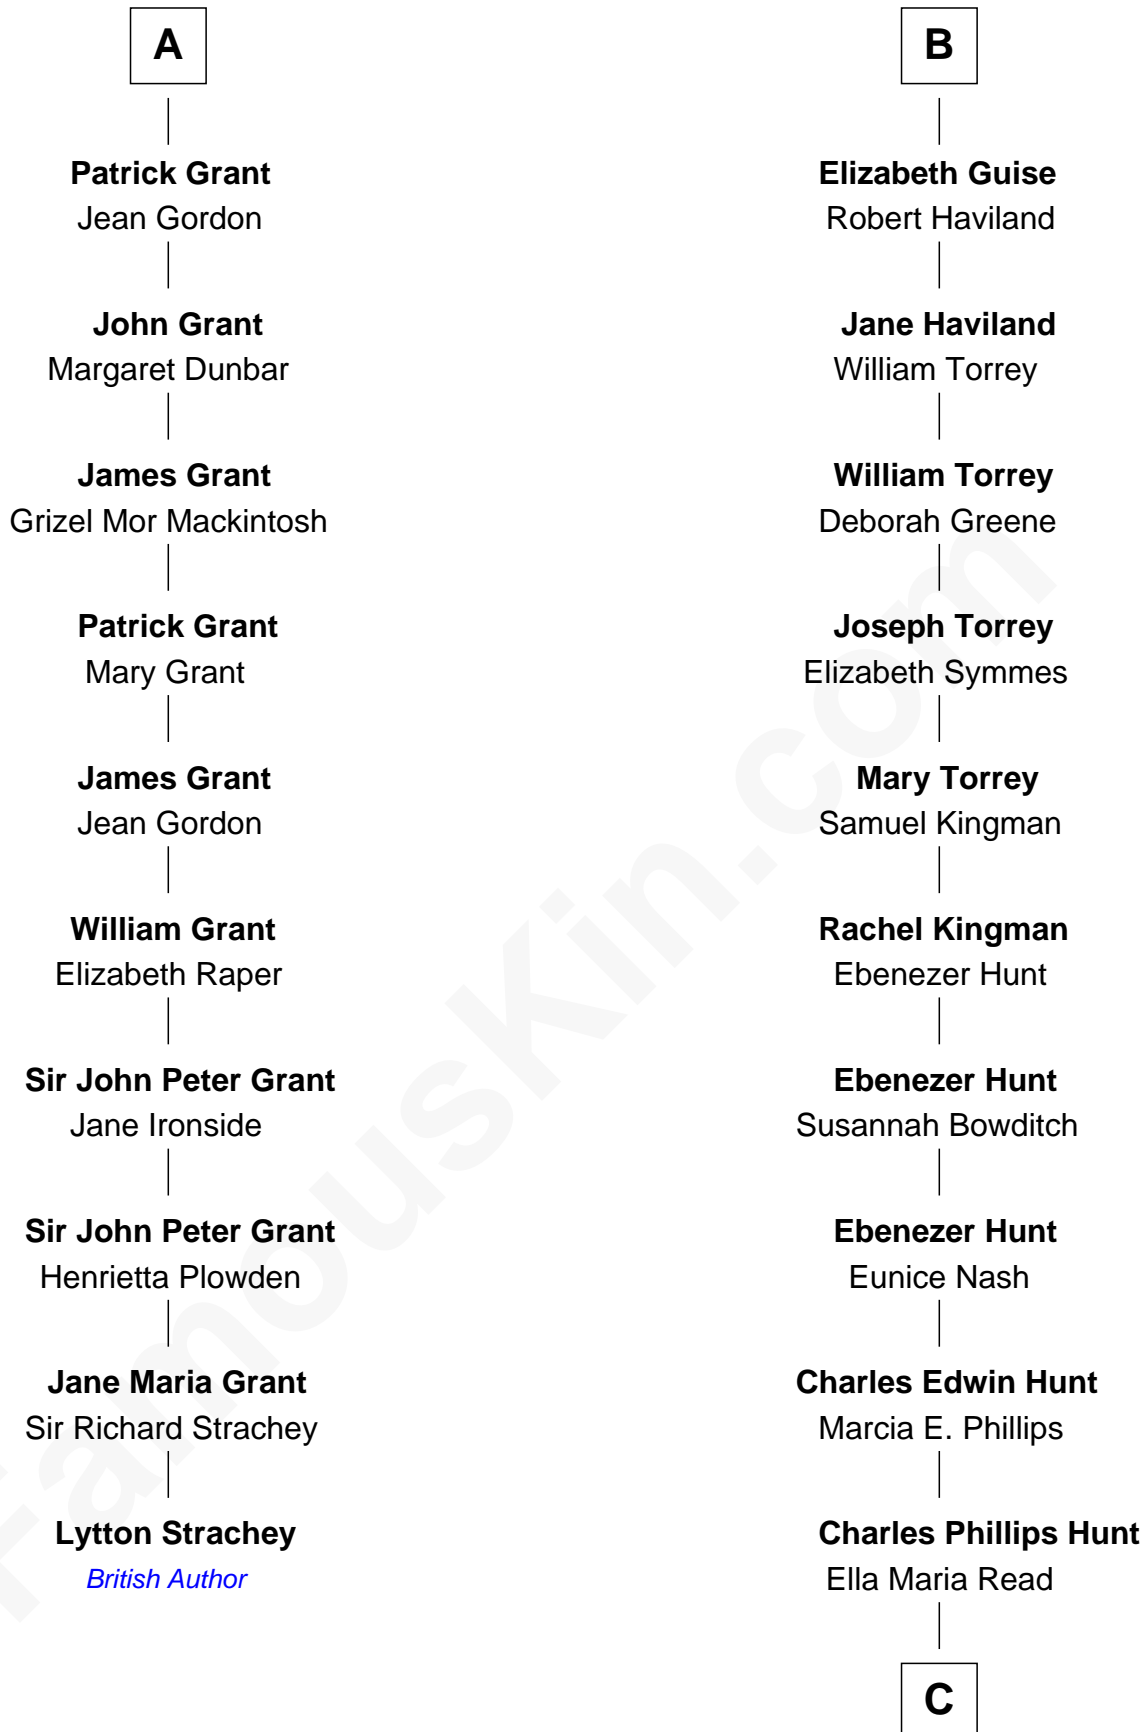 A
Patrick Grant
Jean Gordon
John Grant
Margaret Dunbar
James Grant
Grizel Mor Mackintosh
Patrick Grant
Mary Grant
James Grant
Jean Gordon
William Grant
Elizabeth Raper
Sir John Peter Grant
Jane Ironside
Sir John Peter Grant
Henrietta Plowden
Jane Maria Grant
Sir Richard Strachey
Lytton Strachey
British Author
B
Elizabeth Guise
Robert Haviland
Jane Haviland
William Torrey
William Torrey
Deborah Greene
Joseph Torrey
Elizabeth Symmes
Mary Torrey
Samuel Kingman
Rachel Kingman
Ebenezer Hunt
Ebenezer Hunt
Susannah Bowditch
Ebenezer Hunt
Eunice Nash
Charles Edwin Hunt
Marcia E. Phillips
Charles Phillips Hunt
Ella Maria Read
C
FamousKin.com